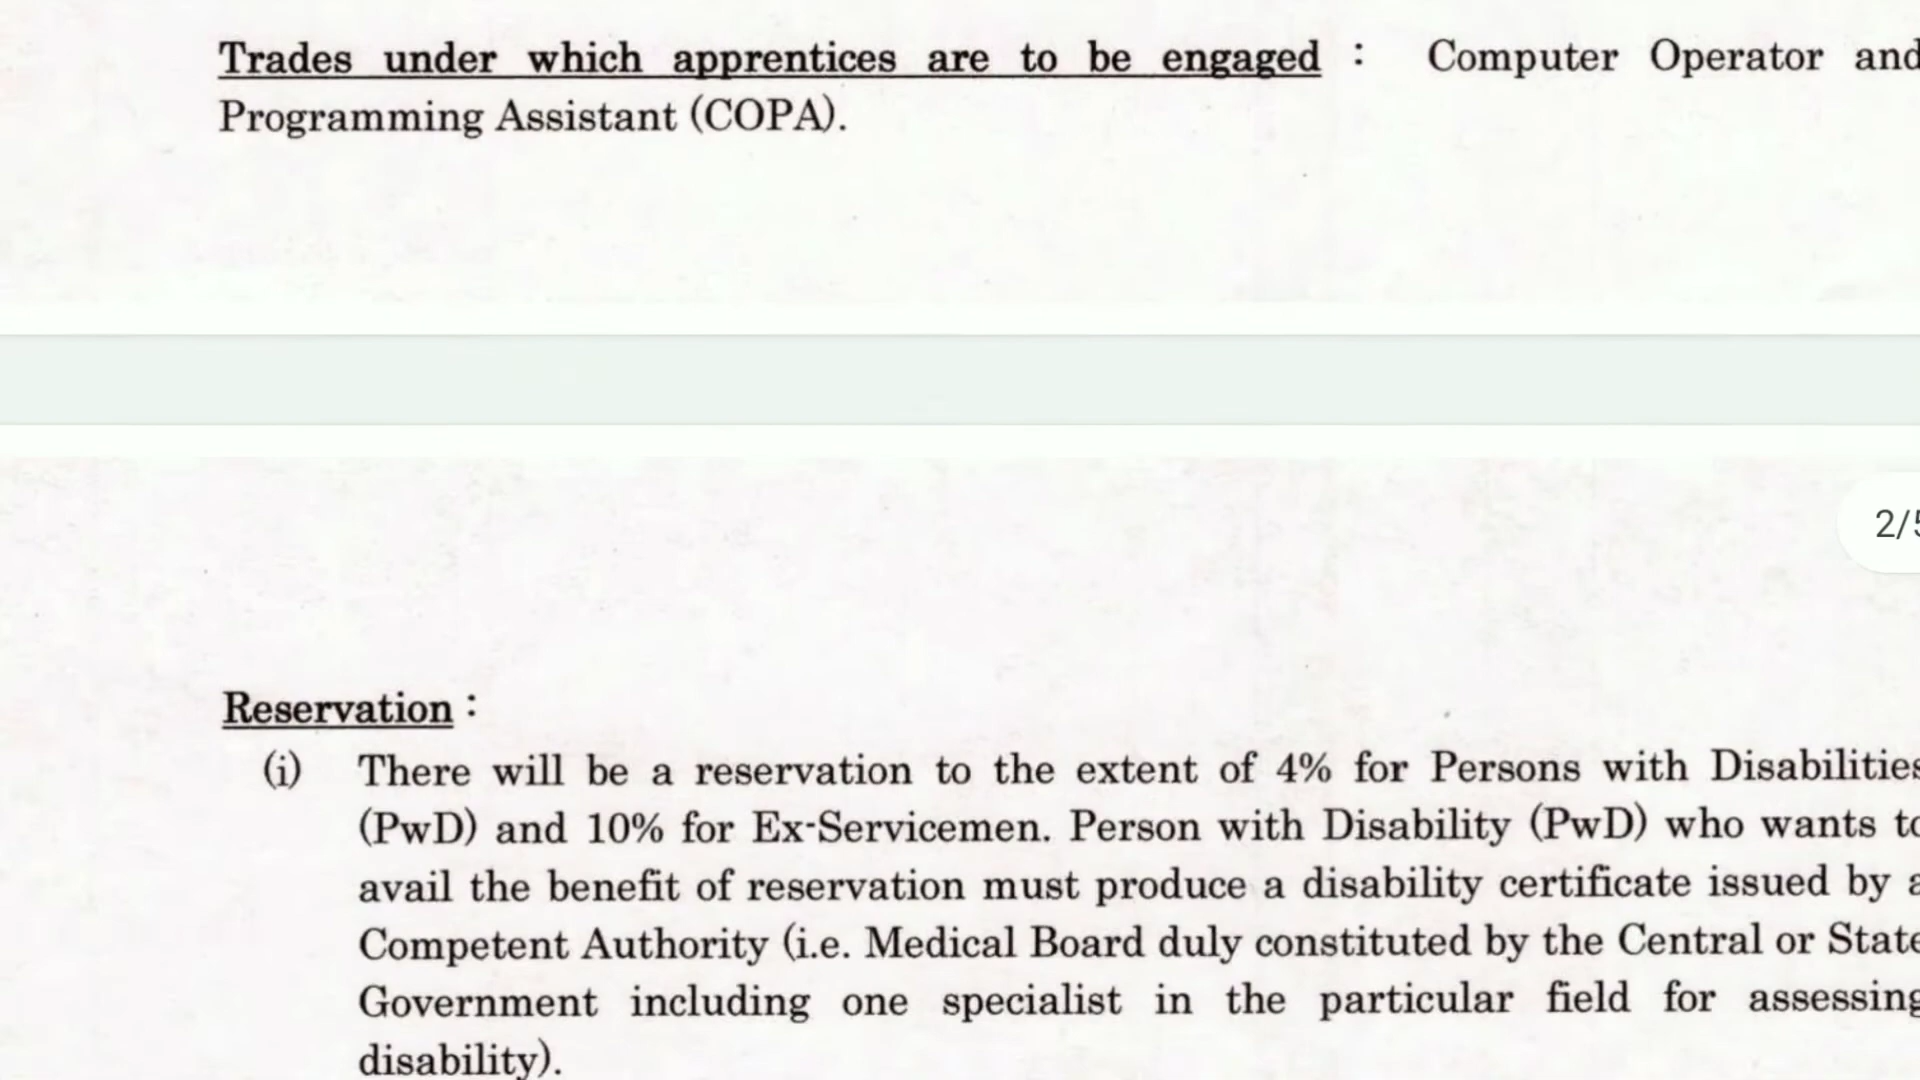 Trades under which apprentices are to be engaged : Computer Operator and
Programming Assistant (COPA).
2/5
Reservation :
(i) There will be a reservation to the extent of 4% for Persons with Disabilities
(PwD) and 10% for Ex-Servicemen. Person with Disability (PwD) who wants to
avail the benefit of reservation must produce a disability certificate issued by a
Competent Authority (i.e. Medical Board duly constituted by the Central or State
Government including one specialist in the particular field for assessing
disability).